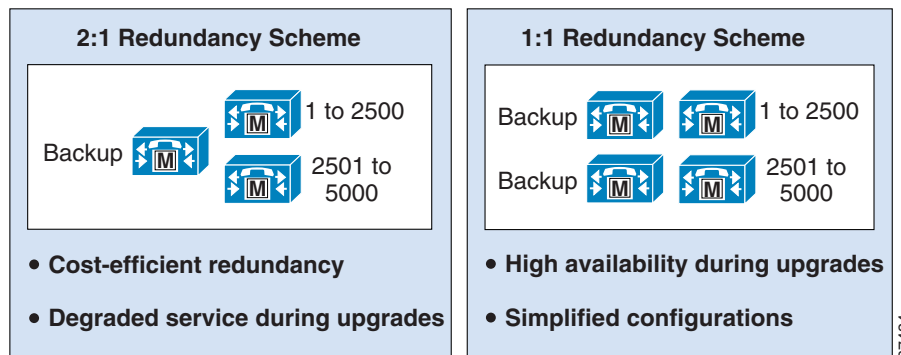 2:1 Redundancy Scheme
M
1 to 2500
Backup
M
M
2501 to
5000
• Cost-efficient redundancy
• Degraded service during upgrades
1:1 Redundancy Scheme
Backup
M
M
1 to 2500
Backup
M
M
2501 to
5000
• High availability during upgrades
• Simplified configurations